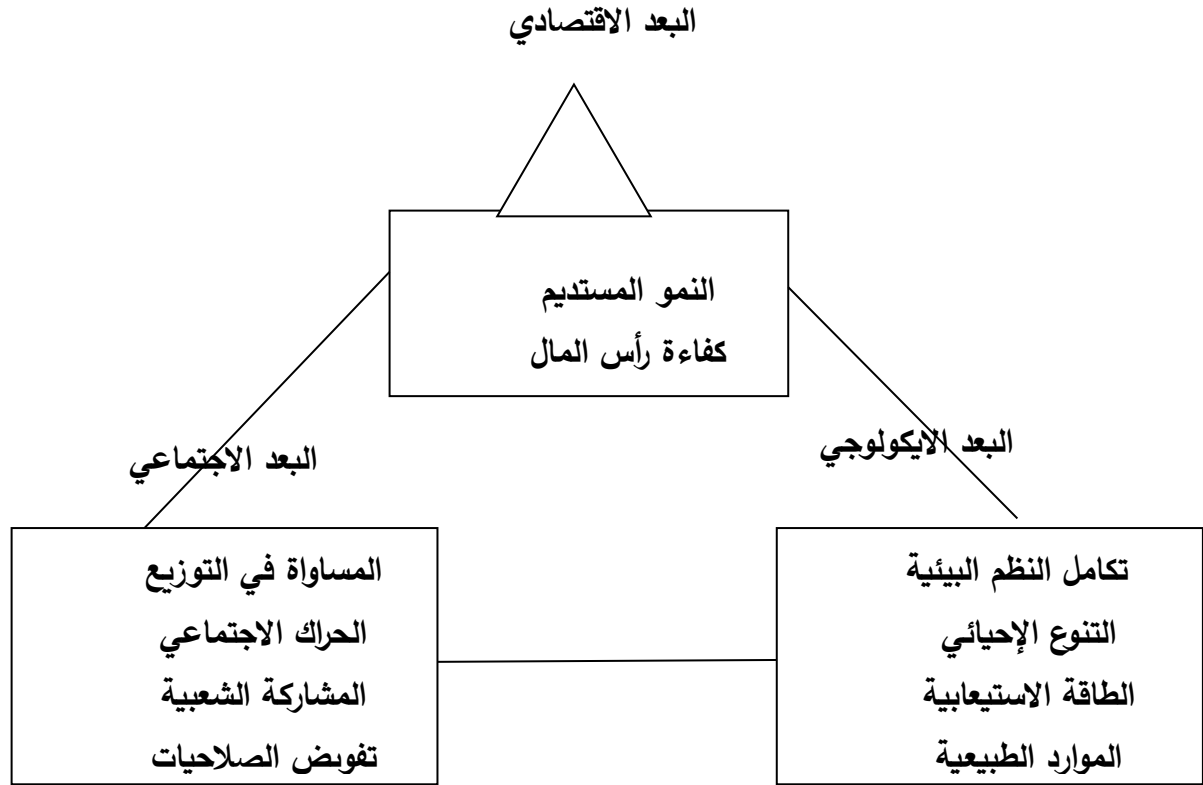 البعد الاقتصادي
النمو المستديم
كفاءة رأس المال
البعد الايكولوجي
البعد الاجتماعي
تكامل النظم البيئية
التنوع الإحيائي
الطاقة الاستيعابية
الموارد الطبيعية
المساواة في التوزيع
الحراك الاجتماعي
المشاركة الشعبية
تفويض الصلاحيات